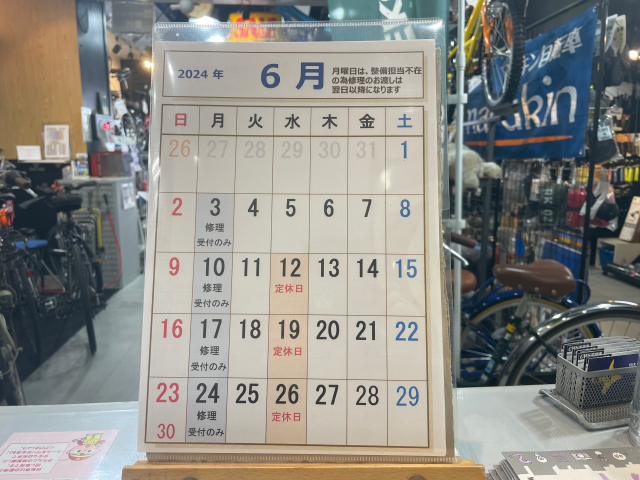 2024 年 6 月
月曜日は、整備担当不在
の為修理のお渡しは
翌日以降になります
日 月 火 水 木 金 土
26 27 28 29 30 31 1
2 3 4 5 6 7 8
修理
受付のみ
9 10 11 12 13 14 15
修理 定休日
受付のみ
16 17 18 19 20 21 22
修理 定休日
受付のみ
23 24 25 26 27 28 29
修理 定休日
30 受付のみ